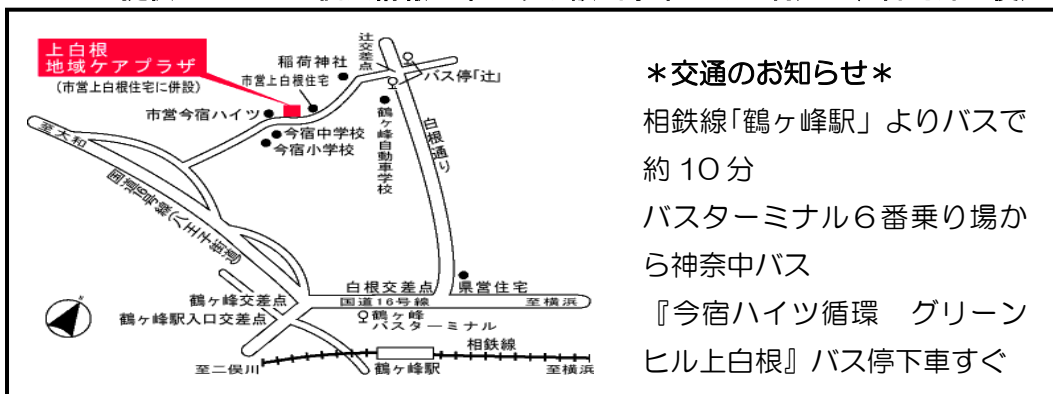 上白根
地域ケアプラザ
(市営上白根住宅に併設)
稲荷神社
市営上白根住宅
辻交差点
バス停「辻」
市営今宿ハイツ
今宿中学校
今宿小学校
鶴ヶ峰自動車学校
白根通り
至大和
国道16号線(八王子街道)
鶴ヶ峰交差点
鶴ヶ峰駅入口交差点
白根交差点
県営住宅
国道16号線
至横浜
鶴ヶ峰
バスターミナル
相鉄線
至二俣川
鶴ヶ峰駅
至横浜
＊交通のお知らせ＊
相鉄線「鶴ヶ峰駅」よりバスで
約10分
バスターミナル6番乗り場か
ら神奈中バス
『今宿ハイツ循環　グリーン
ヒル上白根』バス停下車すぐ